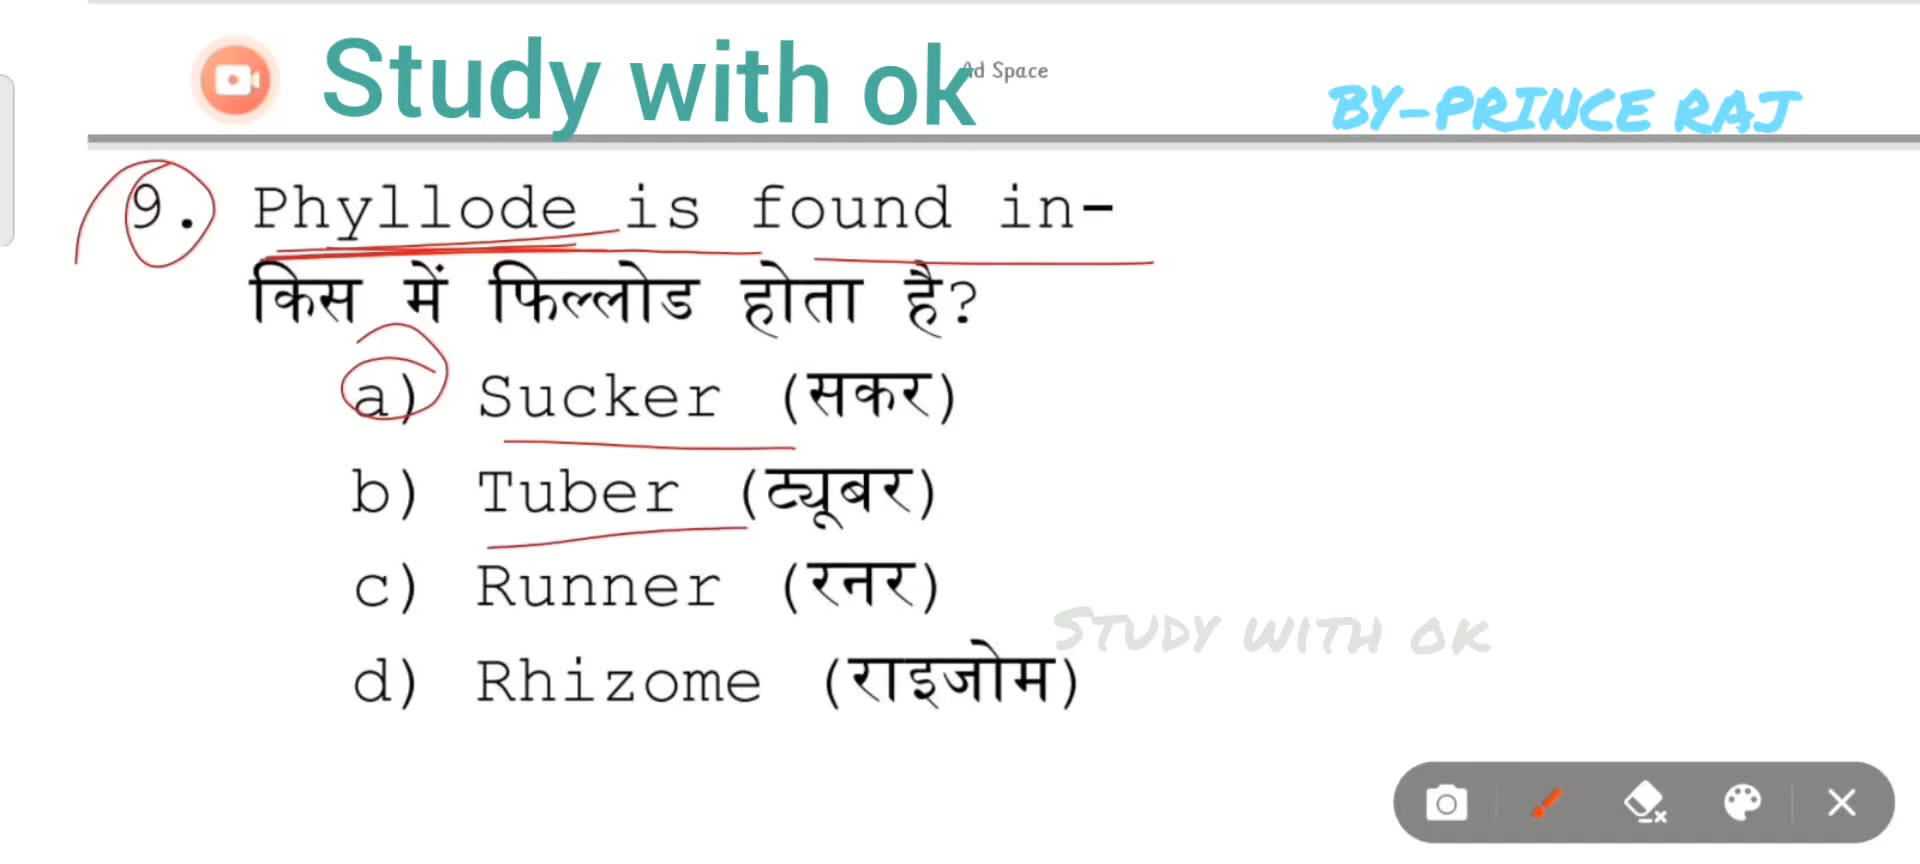 Study with ok
Ad Space
BY-PRINCE RAJ
9. Phyllode is found in-
किस में फिल्लोड होता है?
a) Sucker (सकर)
b) Tuber (ट्यूबर)
c) Runner (रनर)
d) Rhizome (राइजोम)
STUDY WITH OK